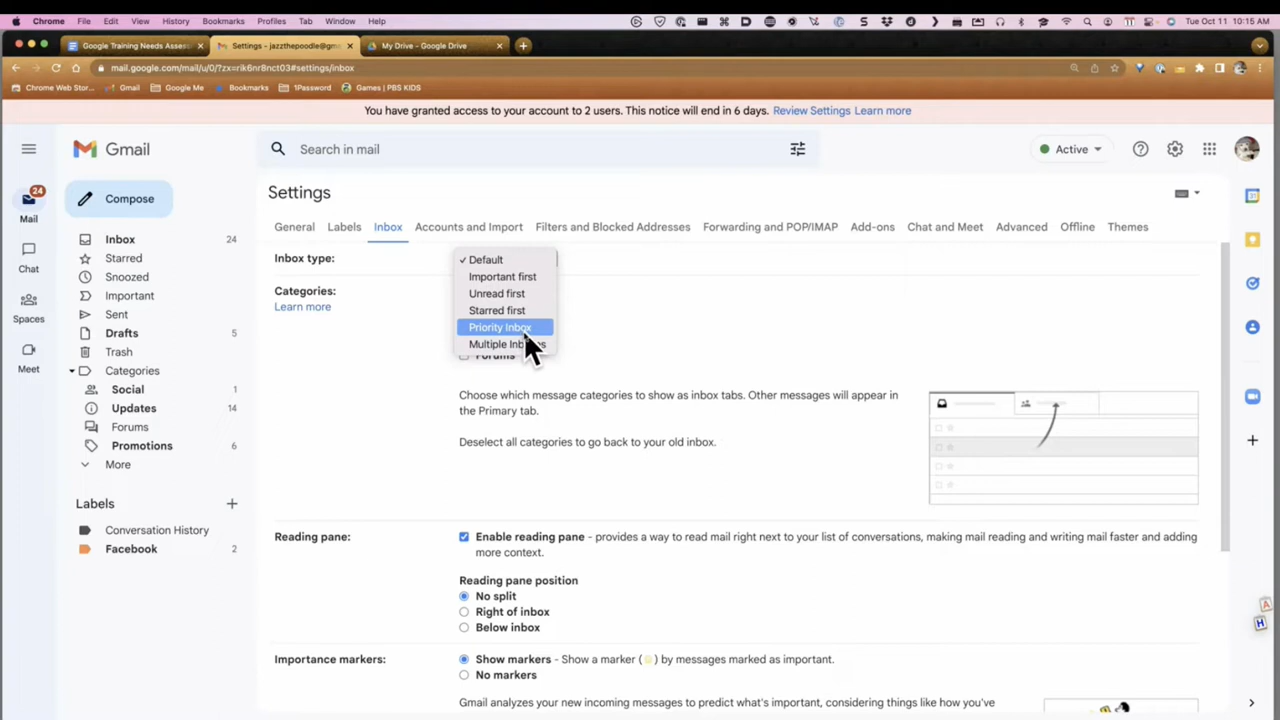 Chrome File Edit View History Bookmarks Profiles Tab Window Help Tue Oct 11 10:15 AM
Google Training Needs Asses Settings - jazzthepoodle@gm My Drive - Google Drive
mail.google.com/mail/u/0/?zx=rik6nr8nct03#settings/inbox
Chrome Web Stor... Gmail Google Me Bookmarks 1Password Games | PBS KIDS
You have granted access to your account to 2 users. This notice will end in 6 days. Review Settings Learn more
Gmail
Search in mail
Active
24
Mail
Chat
Spaces
Meet
Compose
Inbox 24
Starred
Snoozed
Important
Sent
Drafts 5
Trash
Categories
Social 1
Updates 14
Forums
Promotions 6
More
Labels
Conversation History
Facebook 2
Settings
General Labels Inbox Accounts and Import Filters and Blocked Addresses Forwarding and POP/IMAP Add-ons Chat and Meet Advanced Offline Themes
Inbox type:
✓ Default
Important first
Unread first
Starred first
Priority Inbox
Multiple
Categories:
Learn more
Forums
Choose which message categories to show as inbox tabs. Other messages will appear in
the Primary tab.
Deselect all categories to go back to your old inbox.
Reading pane:
Enable reading pane - provides a way to read mail right next to your list of conversations, making mail reading and writing mail faster and adding
more context.
Reading pane position
No split
Right of inbox
Below inbox
Importance markers:
Show markers - Show a marker ( ) by messages marked as important.
No markers
Gmail analyzes your new incoming messages to predict what's important, considering things like how you've
A
H